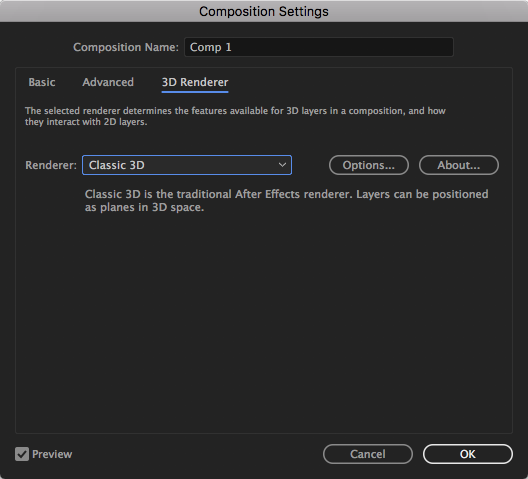 Composition Settings
Composition Name: Comp 1
Basic Advanced 3D Renderer
The selected renderer determines the features available for 3D layers in a composition, and how
they interact with 2D layers.
Renderer: Classic 3D Options... About...
Classic 3D is the traditional After Effects renderer. Layers can be positioned
as planes in 3D space.
Preview Cancel OK